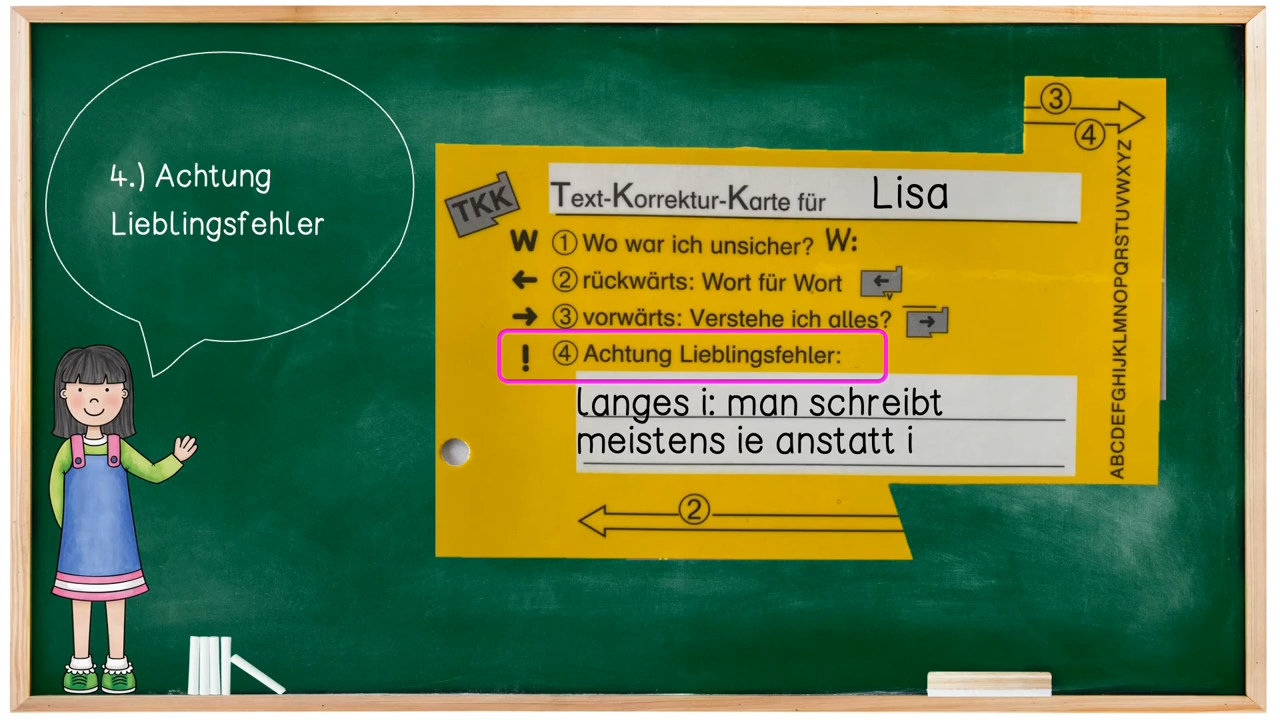 4.) Achtung
Lieblingsfehler
③
④
TKK
Text-Korrektur-Karte für Lisa
W ① Wo war ich unsicher? W:
← ② rückwärts: Wort für Wort ←
v
→ ③ vorwärts: Verstehe ich alles? →
! ④ Achtung Lieblingsfehler:
langes i: man schreibt
meistens ie anstatt i
②
ABCDEFGHIJKLMNOPQRSTUVWXYZ